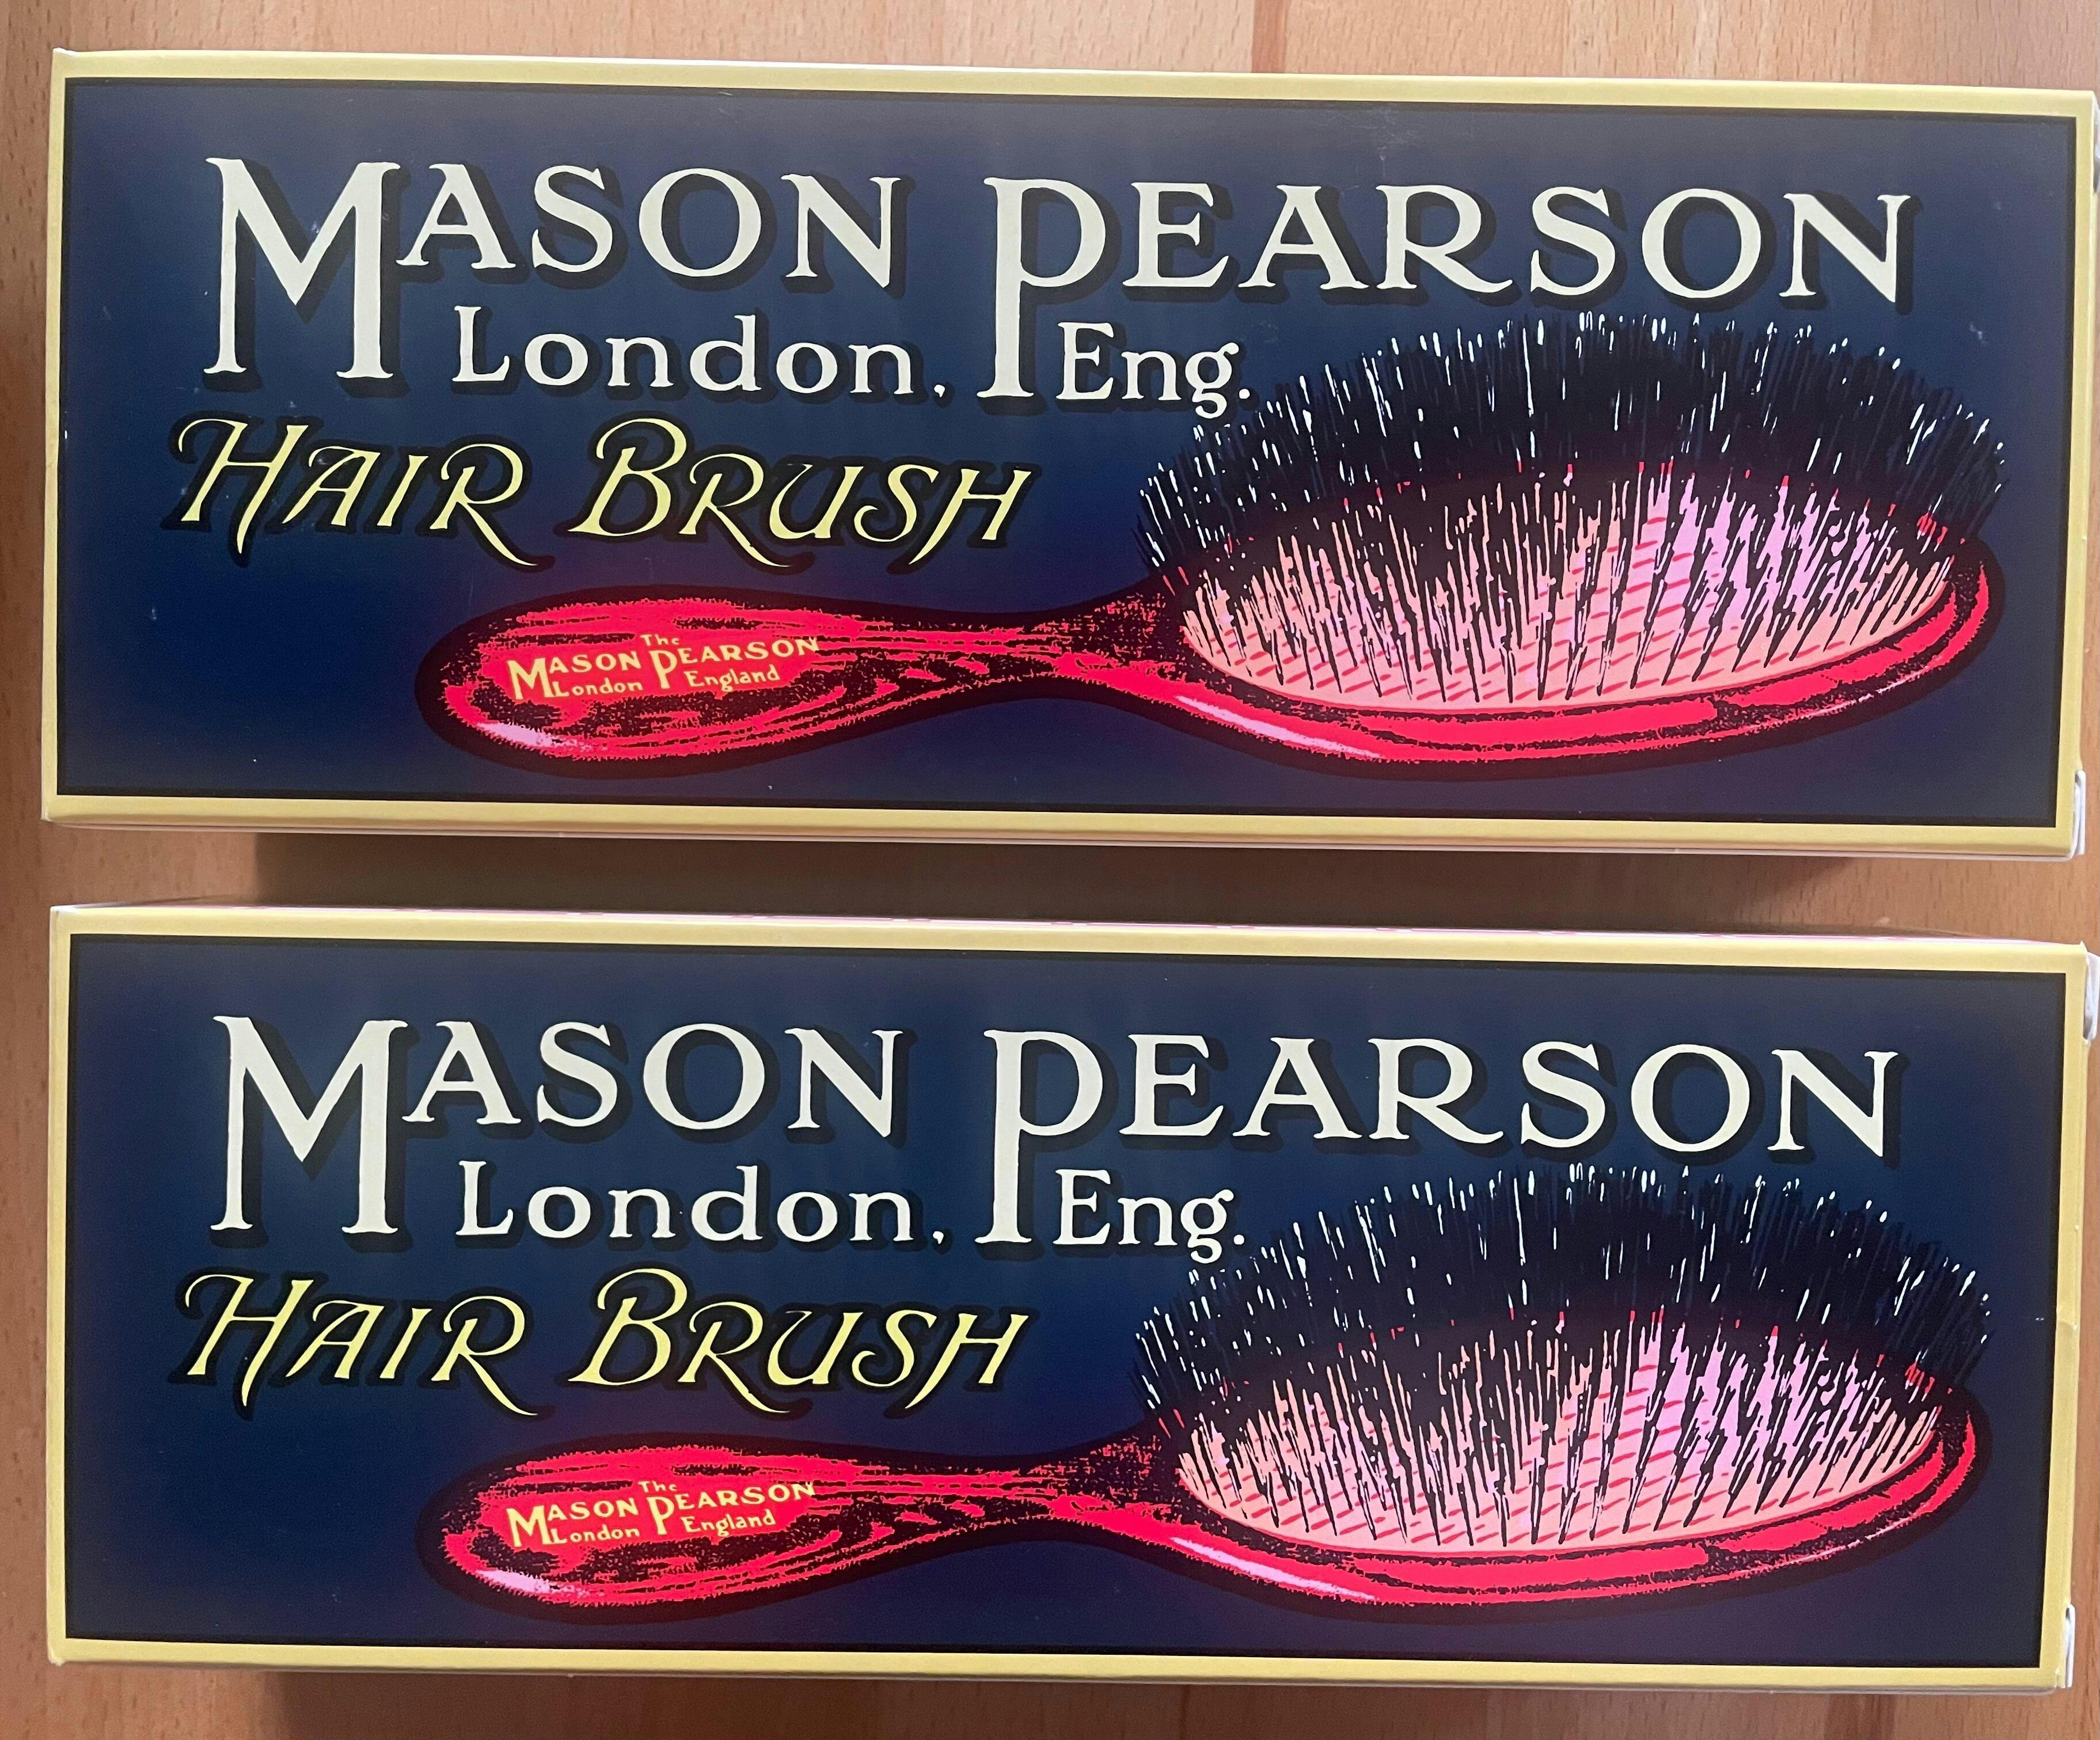 MASON PEARSON
London, Eng.
HAIR BRUSH
The
MASON PEARSON
London England
MASON PEARSON
London, Eng.
HAIR BRUSH
The
MASON PEARSON
London England